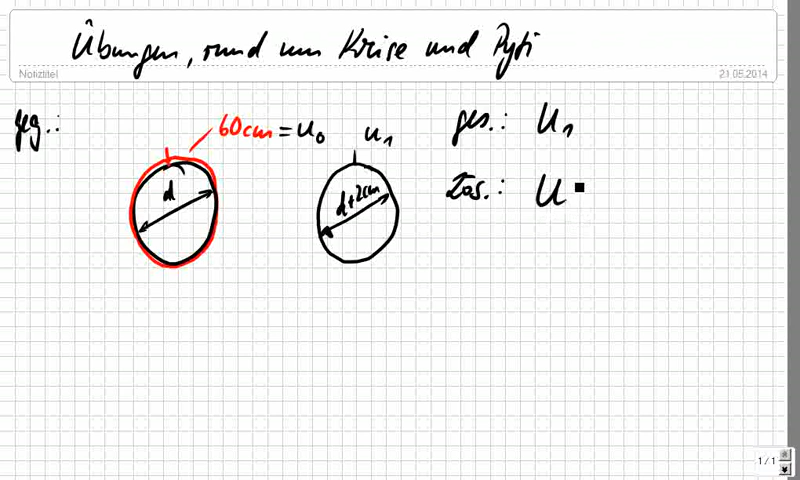 Übungen, rund um Kreise und Pyti
Notiztitel
21.05.2014
geg.:
60cm = u₀
u₁
ges.: U₁
d
d+2cm
Lös.: U
1/1